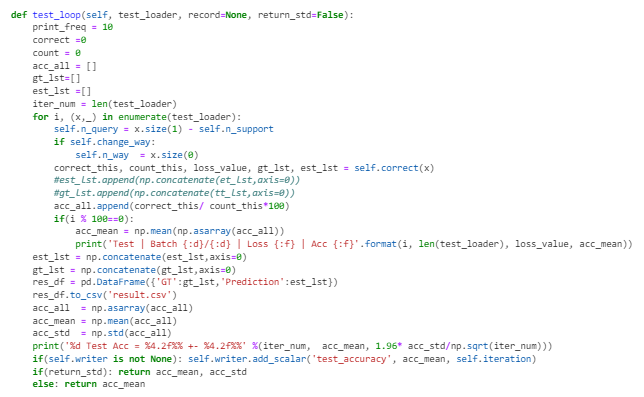 def test_loop(self, test_loader, record=None, return_std=False):
    print_freq = 10
    correct =0
    count = 0
    acc_all = []
    gt_lst=[]
    est_lst =[]
    iter_num = len(test_loader)
    for i, (x,_) in enumerate(test_loader):
        self.n_query = x.size(1) - self.n_support
        if self.change_way:
            self.n_way  = x.size(0)
        correct_this, count_this, loss_value, gt_lst, est_lst = self.correct(x)
        #est_lst.append(np.concatenate(et_lst,axis=0))
        #gt_lst.append(np.concatenate(tt_lst,axis=0))
        acc_all.append(correct_this/ count_this*100)
        if(i % 100==0):
            acc_mean = np.mean(np.asarray(acc_all))
            print('Test | Batch {:d}/{:d} | Loss {:f} | Acc {:f}'.format(i, len(test_loader), loss_value, acc_mean))
    est_lst = np.concatenate(est_lst,axis=0)
    gt_lst = np.concatenate(gt_lst,axis=0)
    res_df = pd.DataFrame({'GT':gt_lst,'Prediction':est_lst})
    res_df.to_csv('result.csv')
    acc_all  = np.asarray(acc_all)
    acc_mean = np.mean(acc_all)
    acc_std  = np.std(acc_all)
    print('%d Test Acc = %4.2f%% +- %4.2f%%' %(iter_num,  acc_mean, 1.96* acc_std/np.sqrt(iter_num)))
    if(self.writer is not None): self.writer.add_scalar('test_accuracy', acc_mean, self.iteration)
    if(return_std): return acc_mean, acc_std
    else: return acc_mean